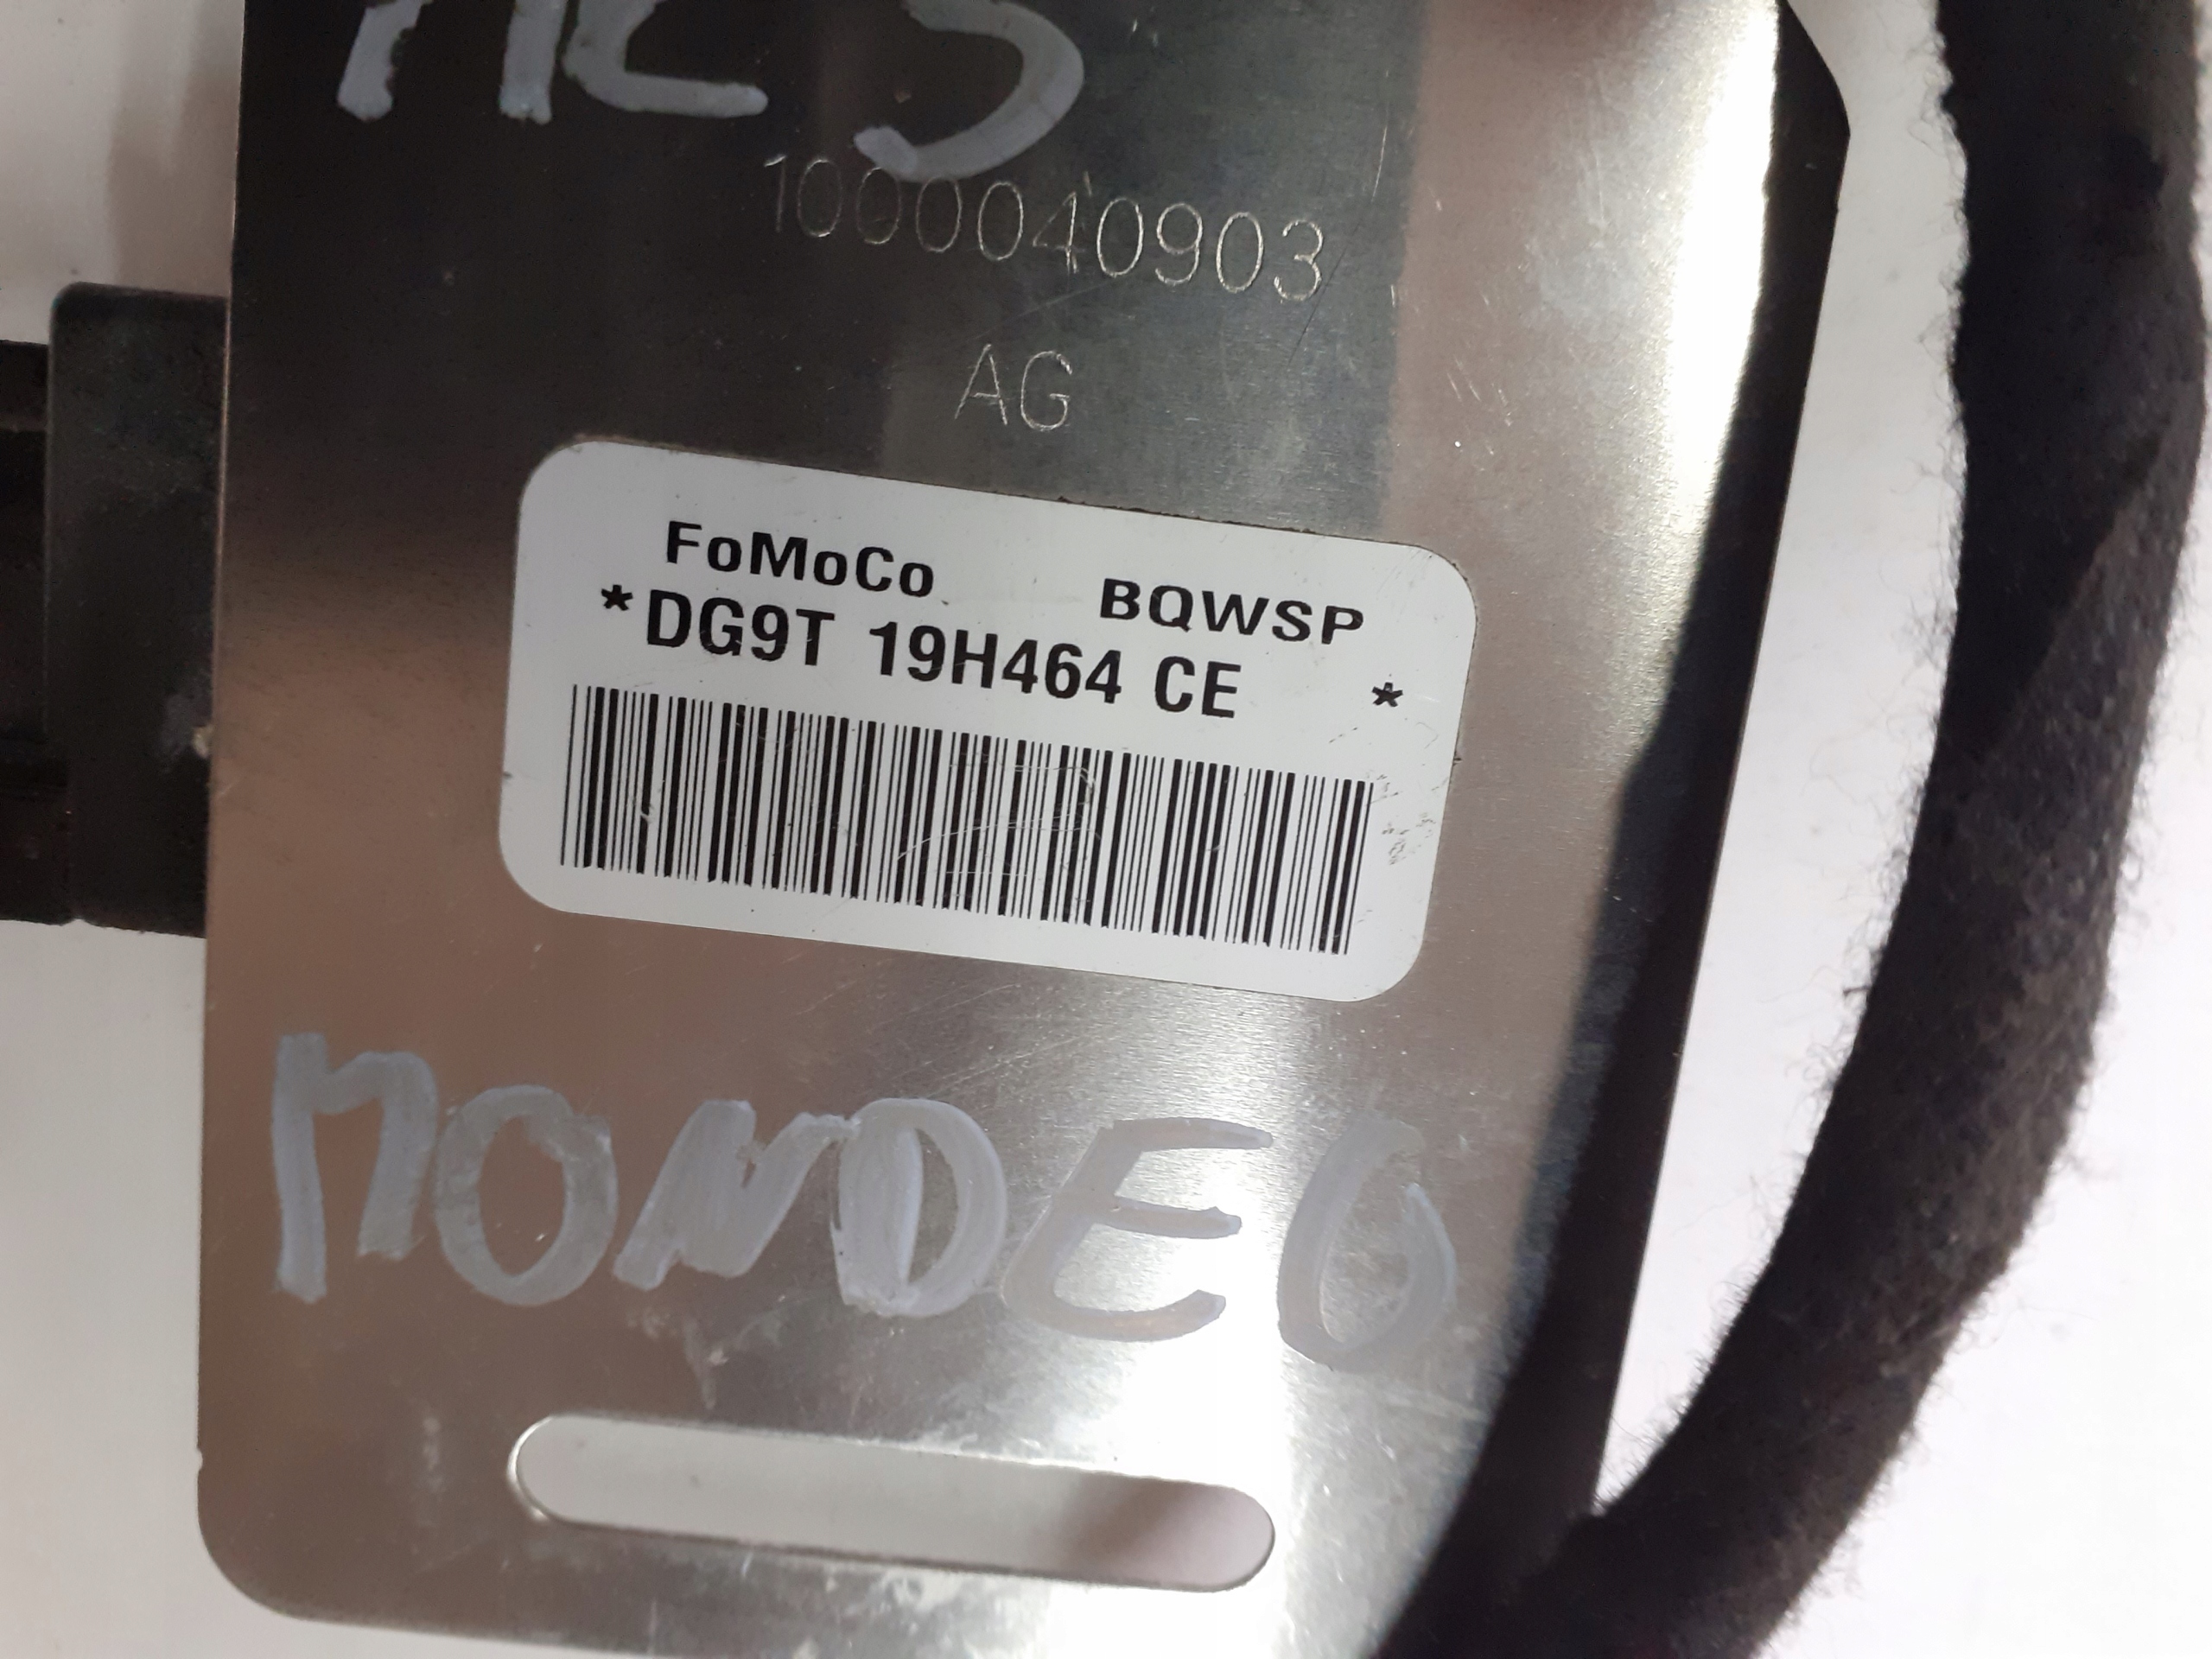 1000040903
AG
FoMoCo BQWSP
*DG9T 19H464 CE *
MONDEO